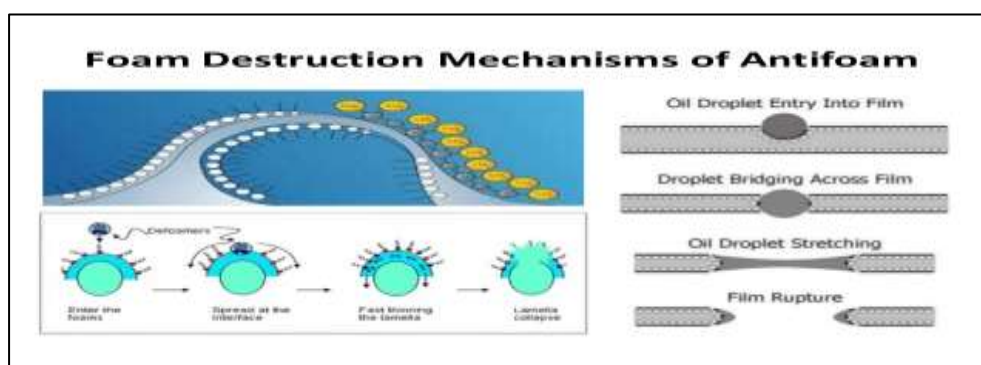 Foam Destruction Mechanisms of Antifoam
Oil Droplet Entry Into Film
Droplet Bridging Across Film
Oil Droplet Stretching
Film Rupture
Defoamers
Enter the
foams
Spread at the
interface
Fast thinning
the lamella
Lamella
collapse